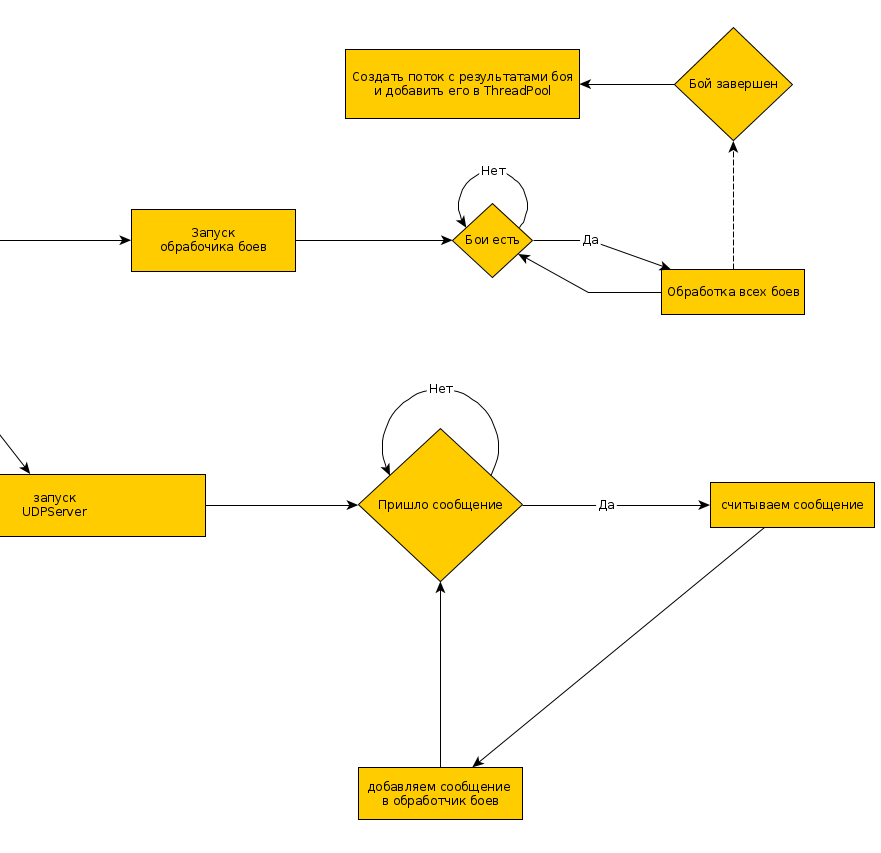 Создать поток с результатами боя
и добавить его в ThreadPool
Бой завершен
Нет
Запуск
обрабочика боев
Бои есть
Да
Обработка всех боев
Нет
запуск
UDPServer
Пришло сообщение
Да
считываем сообщение
добавляем сообщение
в обработчик боев